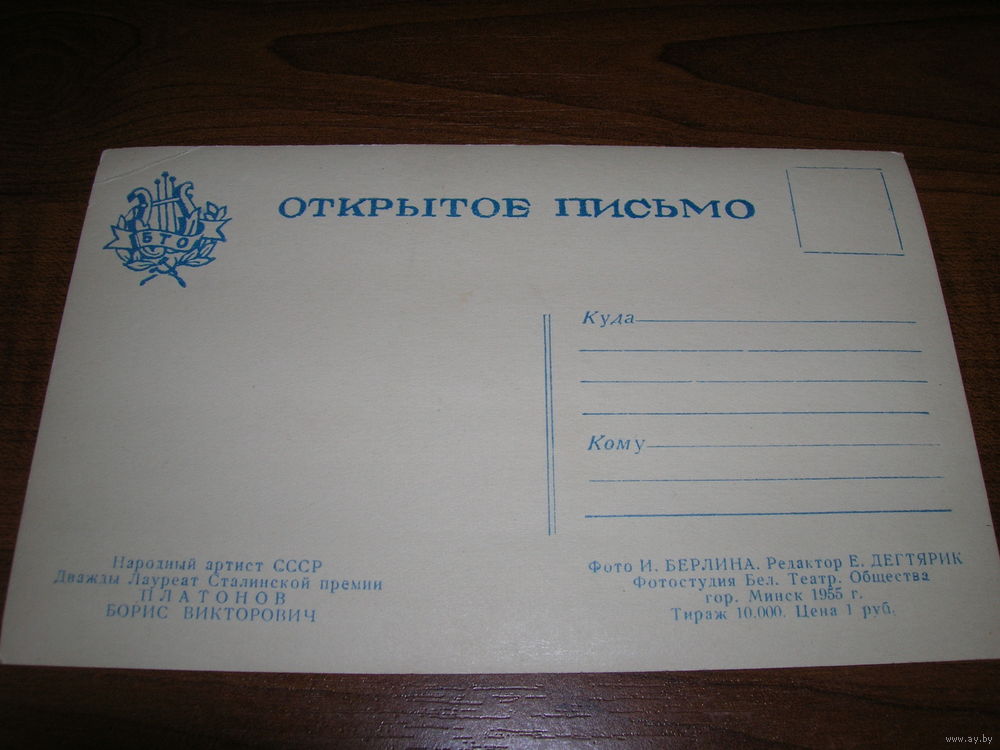 БТО
ОТКРЫТОЕ ПИСЬМО
Куда
Кому
Народный артист СССР
Дважды Лауреат Сталинской премии
ПЛАТОНОВ
БОРИС ВИКТОРОВИЧ
Фото И. БЕРЛИНА. Редактор Е. ДЕГТЯРИК
Фотостудия Бел. Театр. Общества
гор. Минск 1955 г.
Тираж 10.000. Цена 1 руб.
www.ay.by